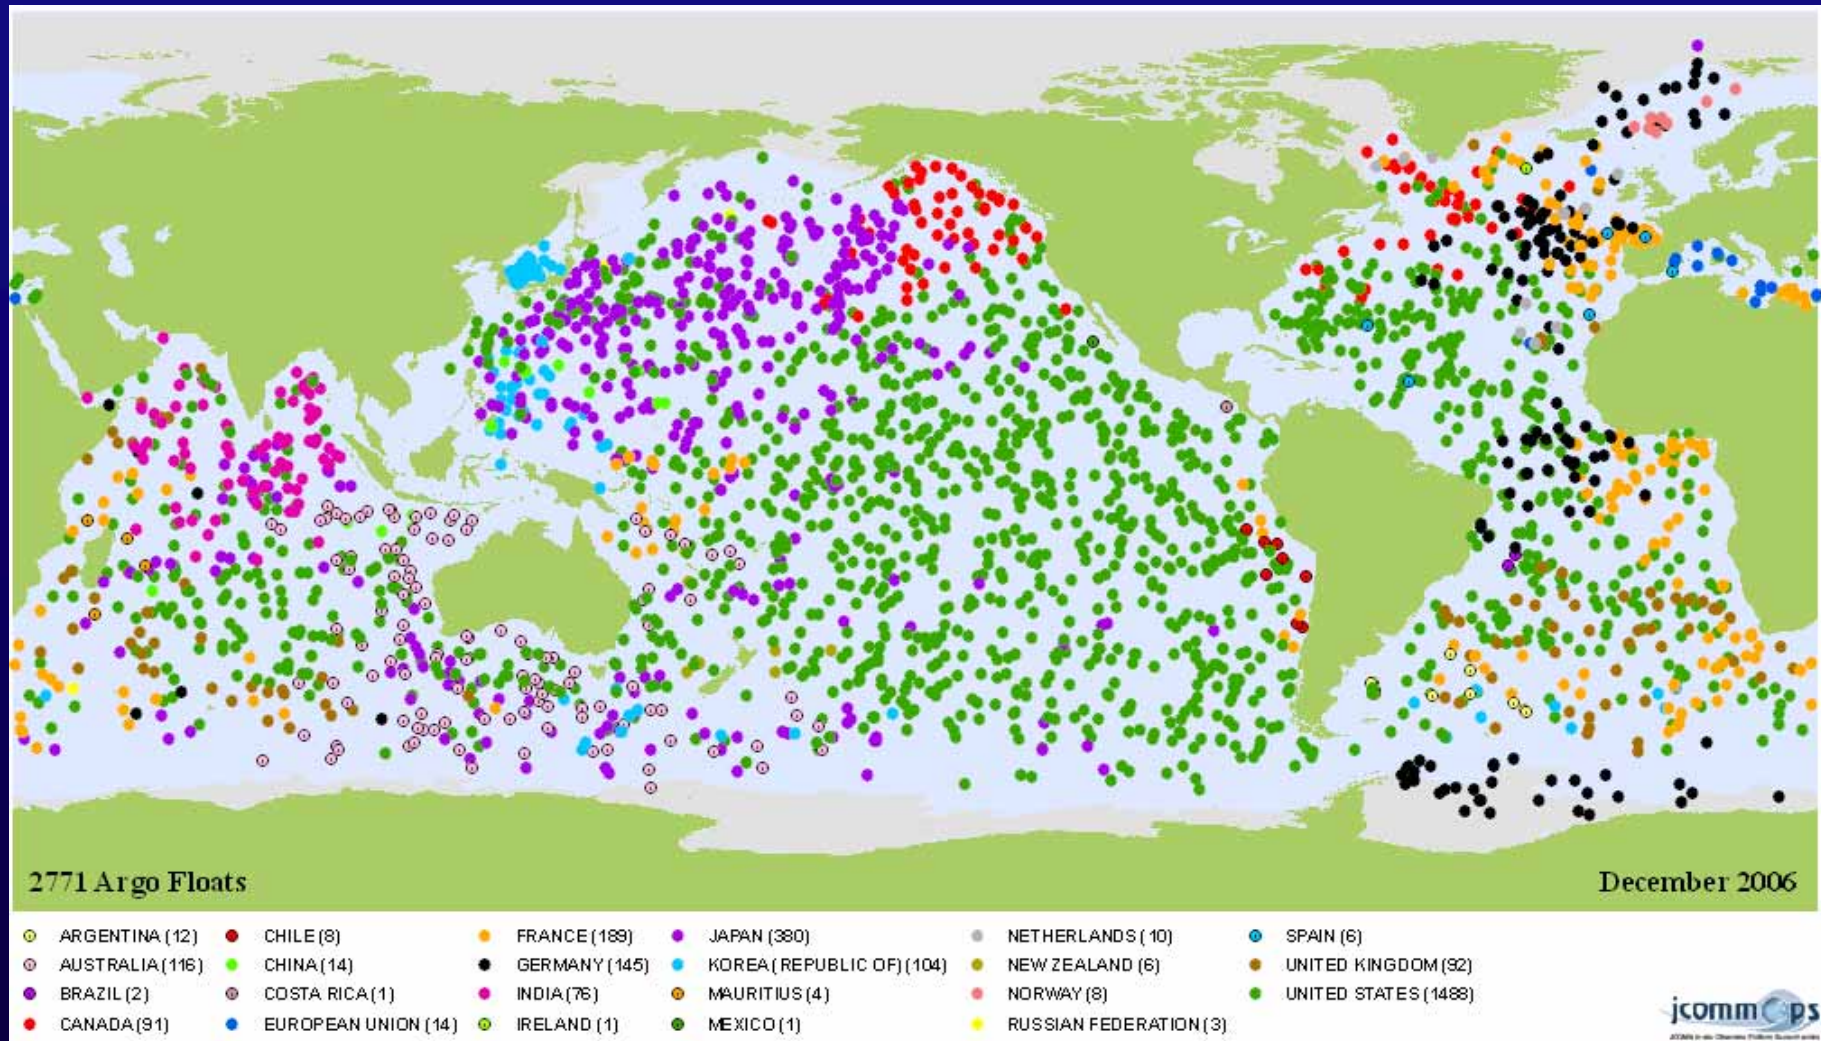 2771 Argo Floats
December 2006
ARGENTINA (12)
AUSTRALIA (116)
BRAZIL (2)
CANADA (91)
CHILE (8)
CHINA (14)
COSTA RICA (1)
EUROPEAN UNION (14)
FRANCE (189)
GERMANY (145)
INDIA (76)
IRELAND (1)
JAPAN (380)
KOREA (REPUBLIC OF) (104)
MAURITIUS (4)
MEXICO (1)
NETHERLANDS (10)
NEW ZEALAND (6)
NORWAY (8)
RUSSIAN FEDERATION (3)
SPAIN (6)
UNITED KINGDOM (92)
UNITED STATES (1488)
jcommOps